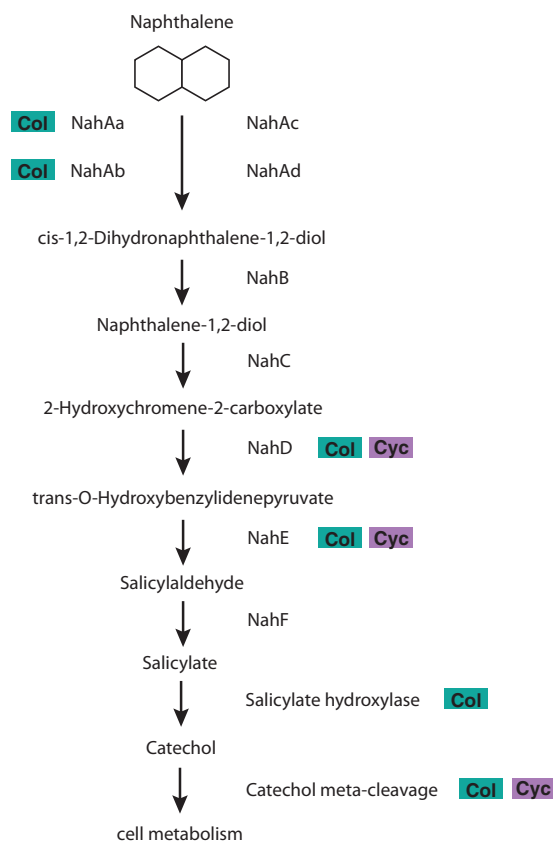 Naphthalene
Col NahAa NahAc
Col NahAb NahAd
cis-1,2-Dihydronaphthalene-1,2-diol
NahB
Naphthalene-1,2-diol
NahC
2-Hydroxychromene-2-carboxylate
NahD Col Cyc
trans-O-Hydroxybenzylidenepyruvate
NahE Col Cyc
Salicylaldehyde
NahF
Salicylate
Salicylate hydroxylase Col
Catechol
Catechol meta-cleavage Col Cyc
cell metabolism